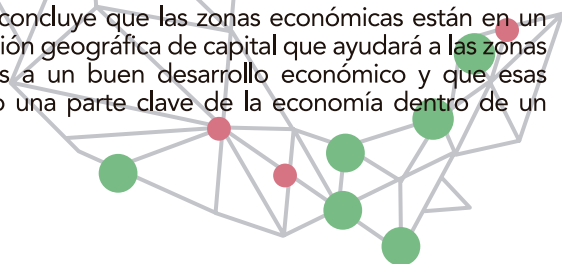 concluye que las zonas económicas están en un
ión geográfica de capital que ayudará a las zonas
s a un buen desarrollo económico y que esas
o una parte clave de la economía dentro de un